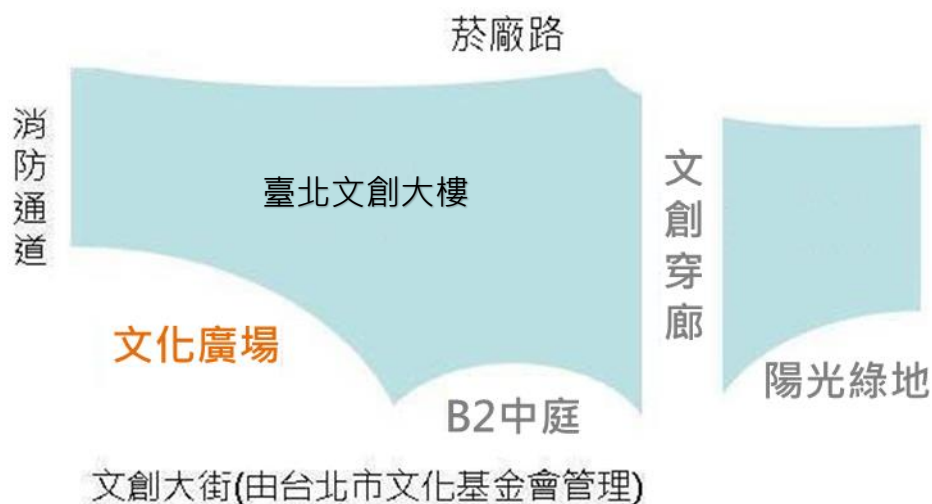 菸廠路
消防通道
臺北文創大樓
文創穿廊
文化廣場
陽光綠地
B2中庭
文創大街(由台北市文化基金會管理)